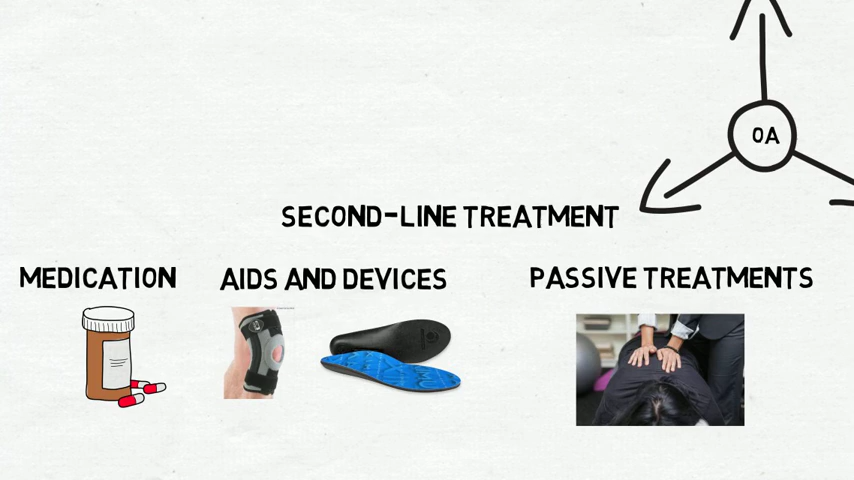 OA
SECOND-LINE TREATMENT
MEDICATION
AIDS AND DEVICES
PASSIVE TREATMENTS